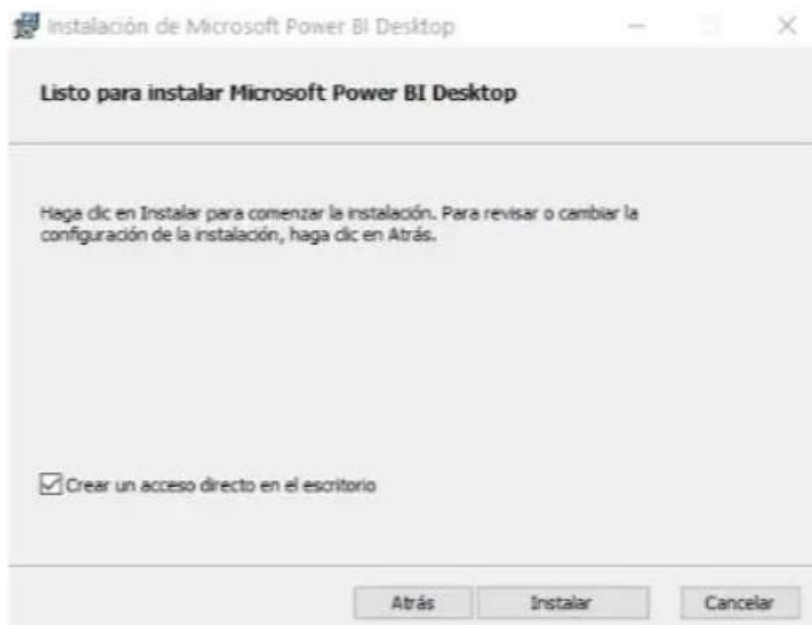 Instalación de Microsoft Power BI Desktop
Listo para instalar Microsoft Power BI Desktop
Haga clic en Instalar para comenzar la instalación. Para revisar o cambiar la
configuración de la instalación, haga clic en Atrás.
Crear un acceso directo en el escritorio
Atrás
Instalar
Cancelar